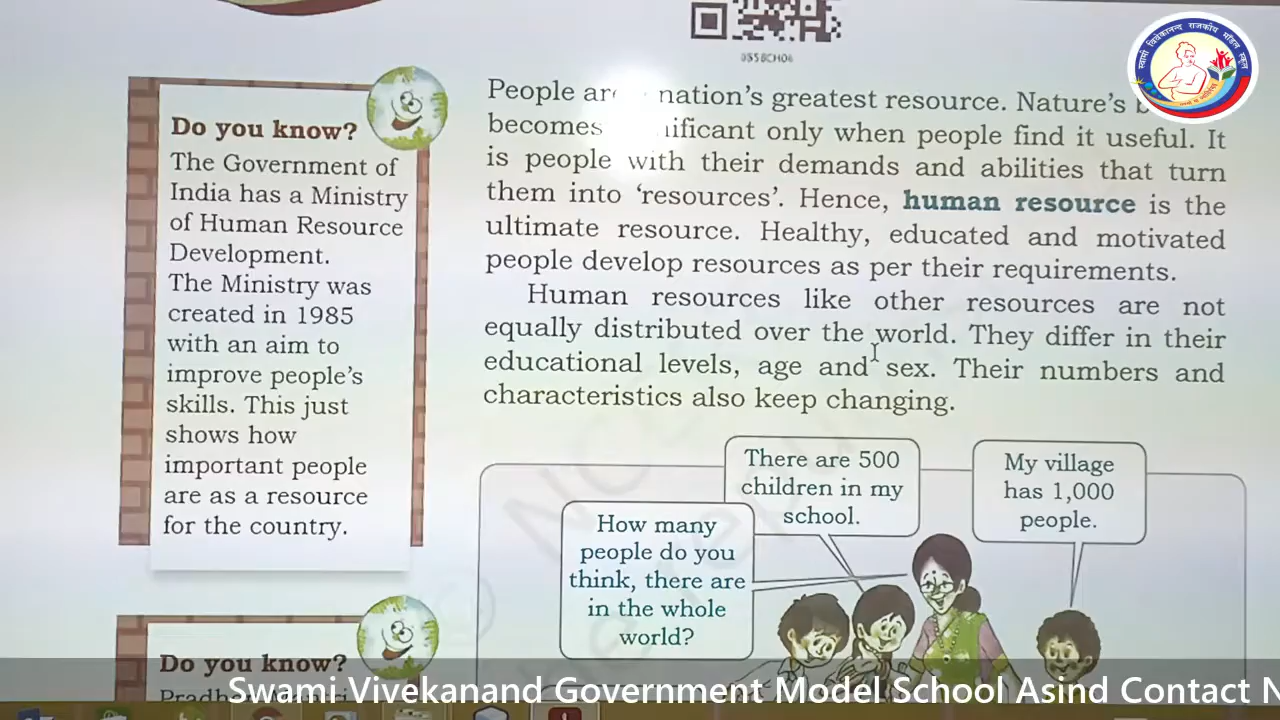 0858CH06
स्वामी विवेकानन्द राजकीय मॉडल स्कूल
Do you know?
The Government of
India has a Ministry
of Human Resource
Development.
The Ministry was
created in 1985
with an aim to
improve people's
skills. This just
shows how
important people
are as a resource
for the country.
People are nation's greatest resource. Nature's
becomes only when people find it useful. It
is people with their demands and abilities that turn
them into 'resources'. Hence, human resource is the
ultimate resource. Healthy, educated and motivated
people develop resources as per their requirements.
Human resources like other resources are not
equally distributed over the world. They differ in their
educational levels, age and sex. Their numbers and
characteristics also keep changing.
There are 500
children in my
school.
My village
has 1,000
people.
How many
people do you
think, there are
in the whole
world?
Do you know?
Pradhan
Swami Vivekanand Government Model School Asind Contact N